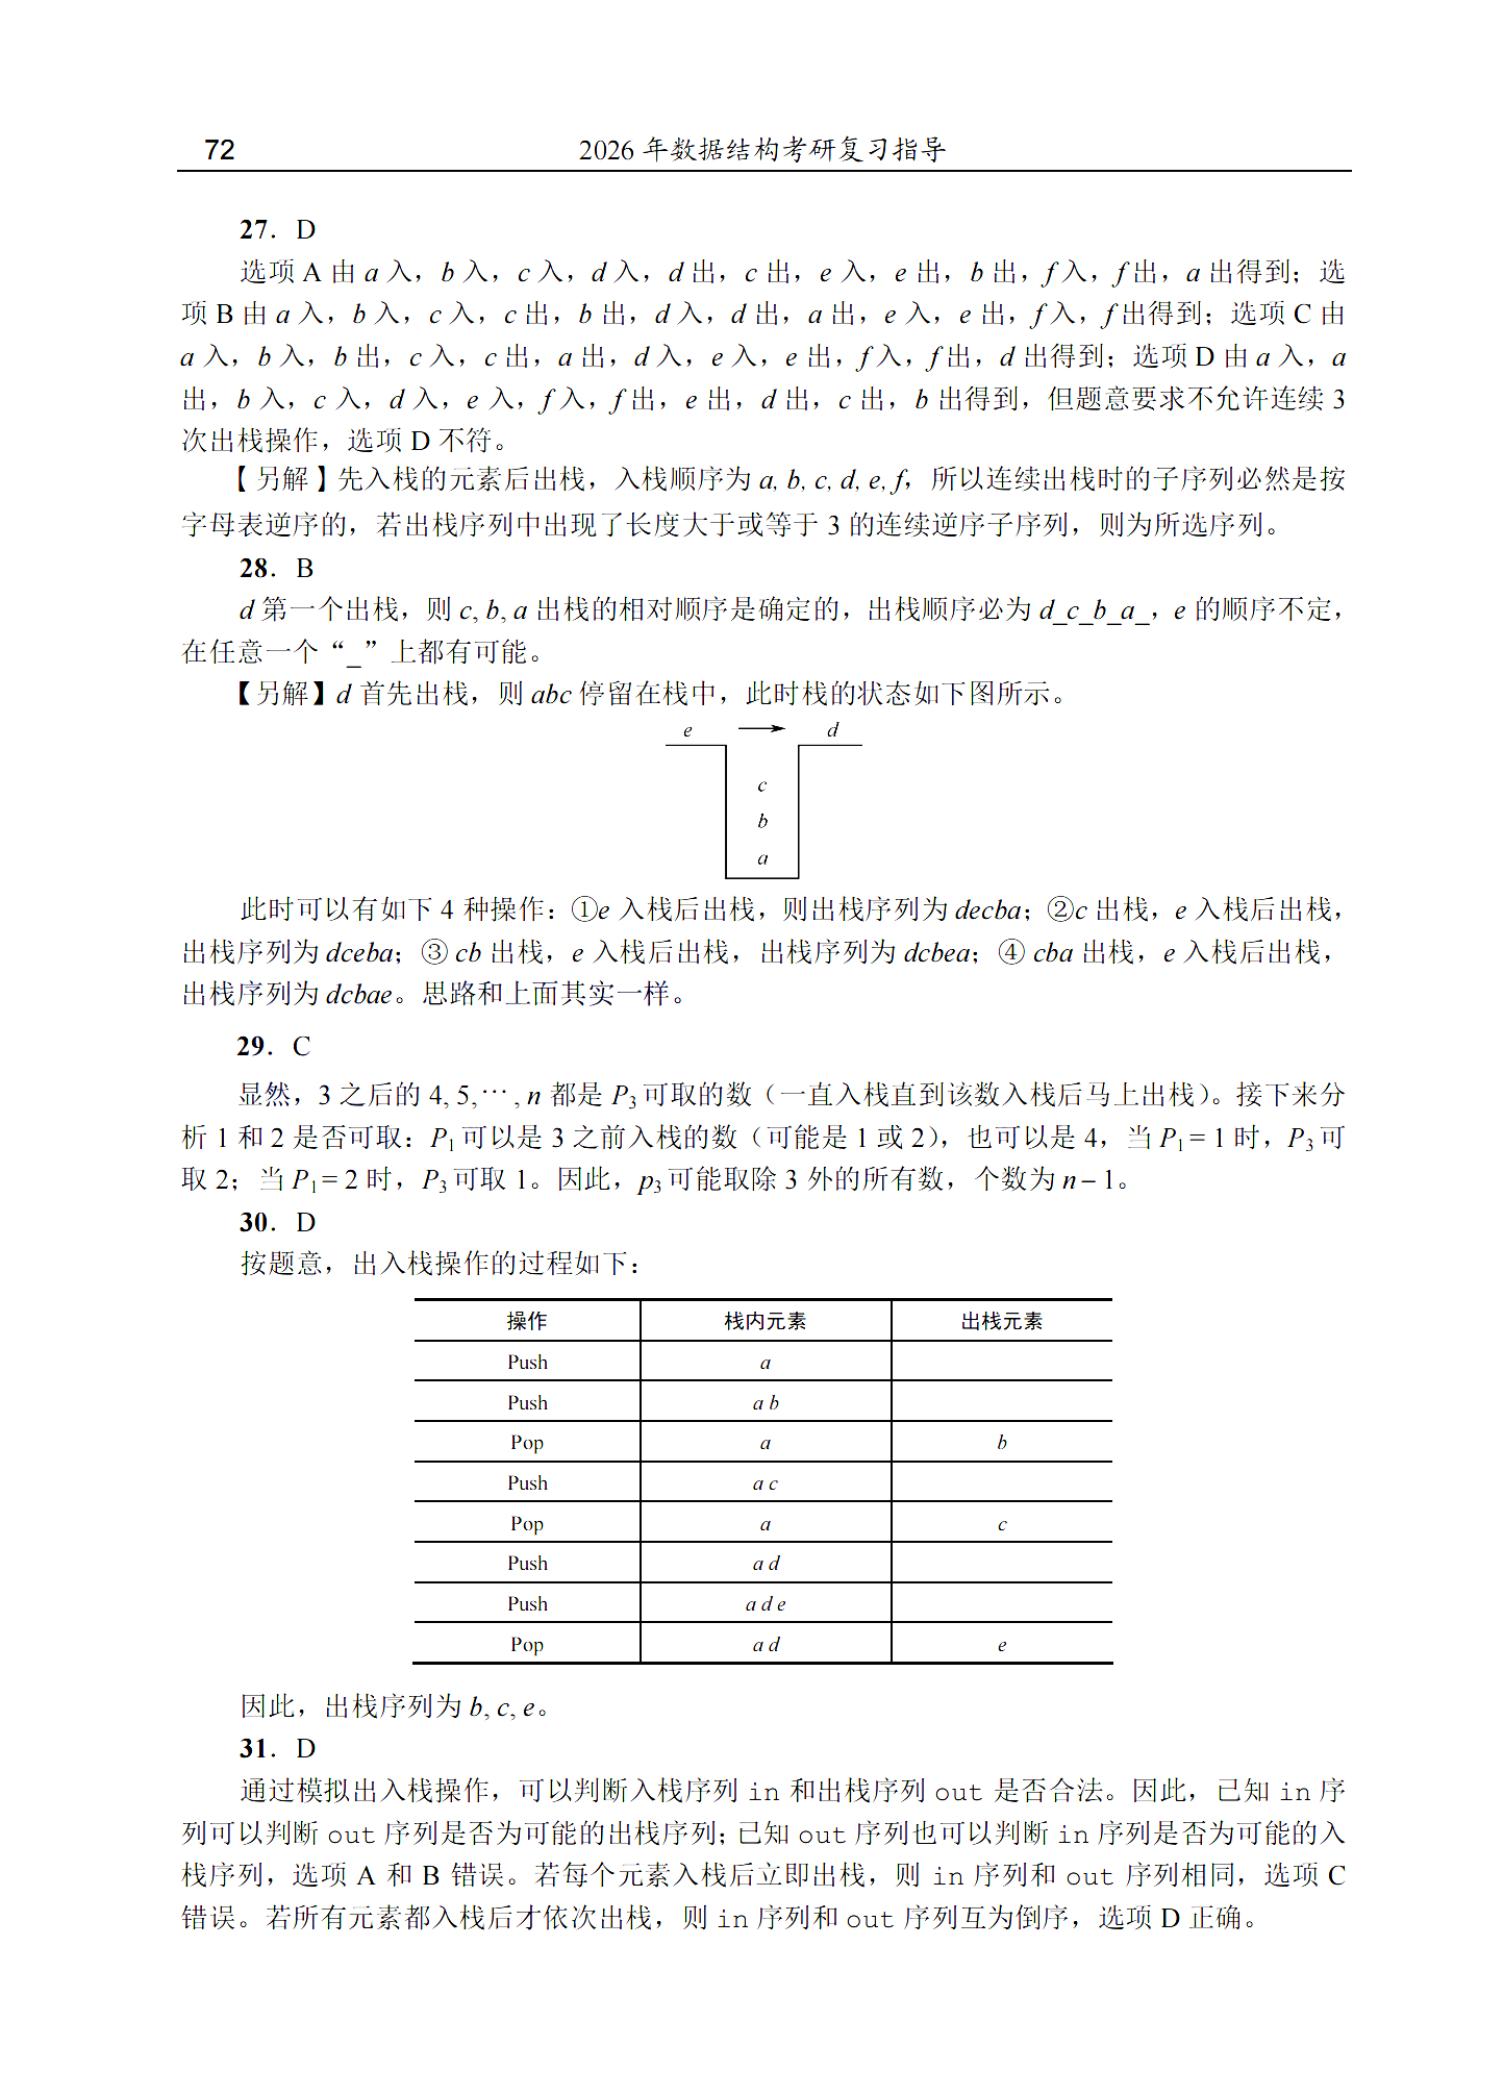 72 2026 年数据结构考研复习指导
27． D
选项 A 由 a 入，b 入，c 入，d 入，d 出，c 出，e 入，e 出，b 出，f 入，f 出，a 出得到；选
项 B 由 a 入，b 入，c 入，c 出，b 出，d 入，d 出，a 出，e 入，e 出，f 入，f 出得到；选项 C 由
a 入，b 入，b 出，c 入，c 出，a 出，d 入，e 入，e 出，f 入，f 出，d 出得到；选项 D 由 a 入，a
出，b 入，c 入，d 入，e 入，f 入，f 出，e 出，d 出，c 出，b 出得到，但题意要求不允许连续 3
次出栈操作，选项 D 不符。
【另解】先入栈的元素后出栈，入栈顺序为 a, b, c, d, e, f，所以连续出栈时的子序列必然是按
字母表逆序的，若出栈序列中出现了长度大于或等于 3 的连续逆序子序列，则为所选序列。
28． B
d 第一个出栈，则 c, b, a 出栈的相对顺序是确定的，出栈顺序必为 d_c_b_a_，e 的顺序不定，
在任意一个“_”上都有可能。
【另解】d 首先出栈，则 abc 停留在栈中，此时栈的状态如下图所示。
e → d
c
b
a
此时可以有如下 4 种操作：①e 入栈后出栈，则出栈序列为 decba；②c 出栈，e 入栈后出栈，
出栈序列为 dceba；③ cb 出栈，e 入栈后出栈，出栈序列为 dcbea；④ cba 出栈，e 入栈后出栈，
出栈序列为 dcbae。思路和上面其实一样。
29． C
显然，3 之后的 4, 5, ⋯ , n 都是 P₃ 可取的数（一直入栈直到该数入栈后马上出栈）。接下来分
析 1 和 2 是否可取：P₁ 可以是 3 之前入栈的数（可能是 1 或 2），也可以是 4，当 P₁ = 1 时，P₃ 可
取 2；当 P₁ = 2 时，P₃ 可取 1。因此，p₃ 可能取除 3 外的所有数，个数为 n – 1。
30． D
按题意，出入栈操作的过程如下：
操作 栈内元素 出栈元素
Push a
Push a b
Pop a b
Push a c
Pop a c
Push a d
Push a d e
Pop a d e
因此，出栈序列为 b, c, e。
31． D
通过模拟出入栈操作，可以判断入栈序列 in 和出栈序列 out 是否合法。因此，已知 in 序
列可以判断 out 序列是否为可能的出栈序列；已知 out 序列也可以判断 in 序列是否为可能的入
栈序列，选项 A 和 B 错误。若每个元素入栈后立即出栈，则 in 序列和 out 序列相同，选项 C
错误。若所有元素都入栈后才依次出栈，则 in 序列和 out 序列互为倒序，选项 D 正确。